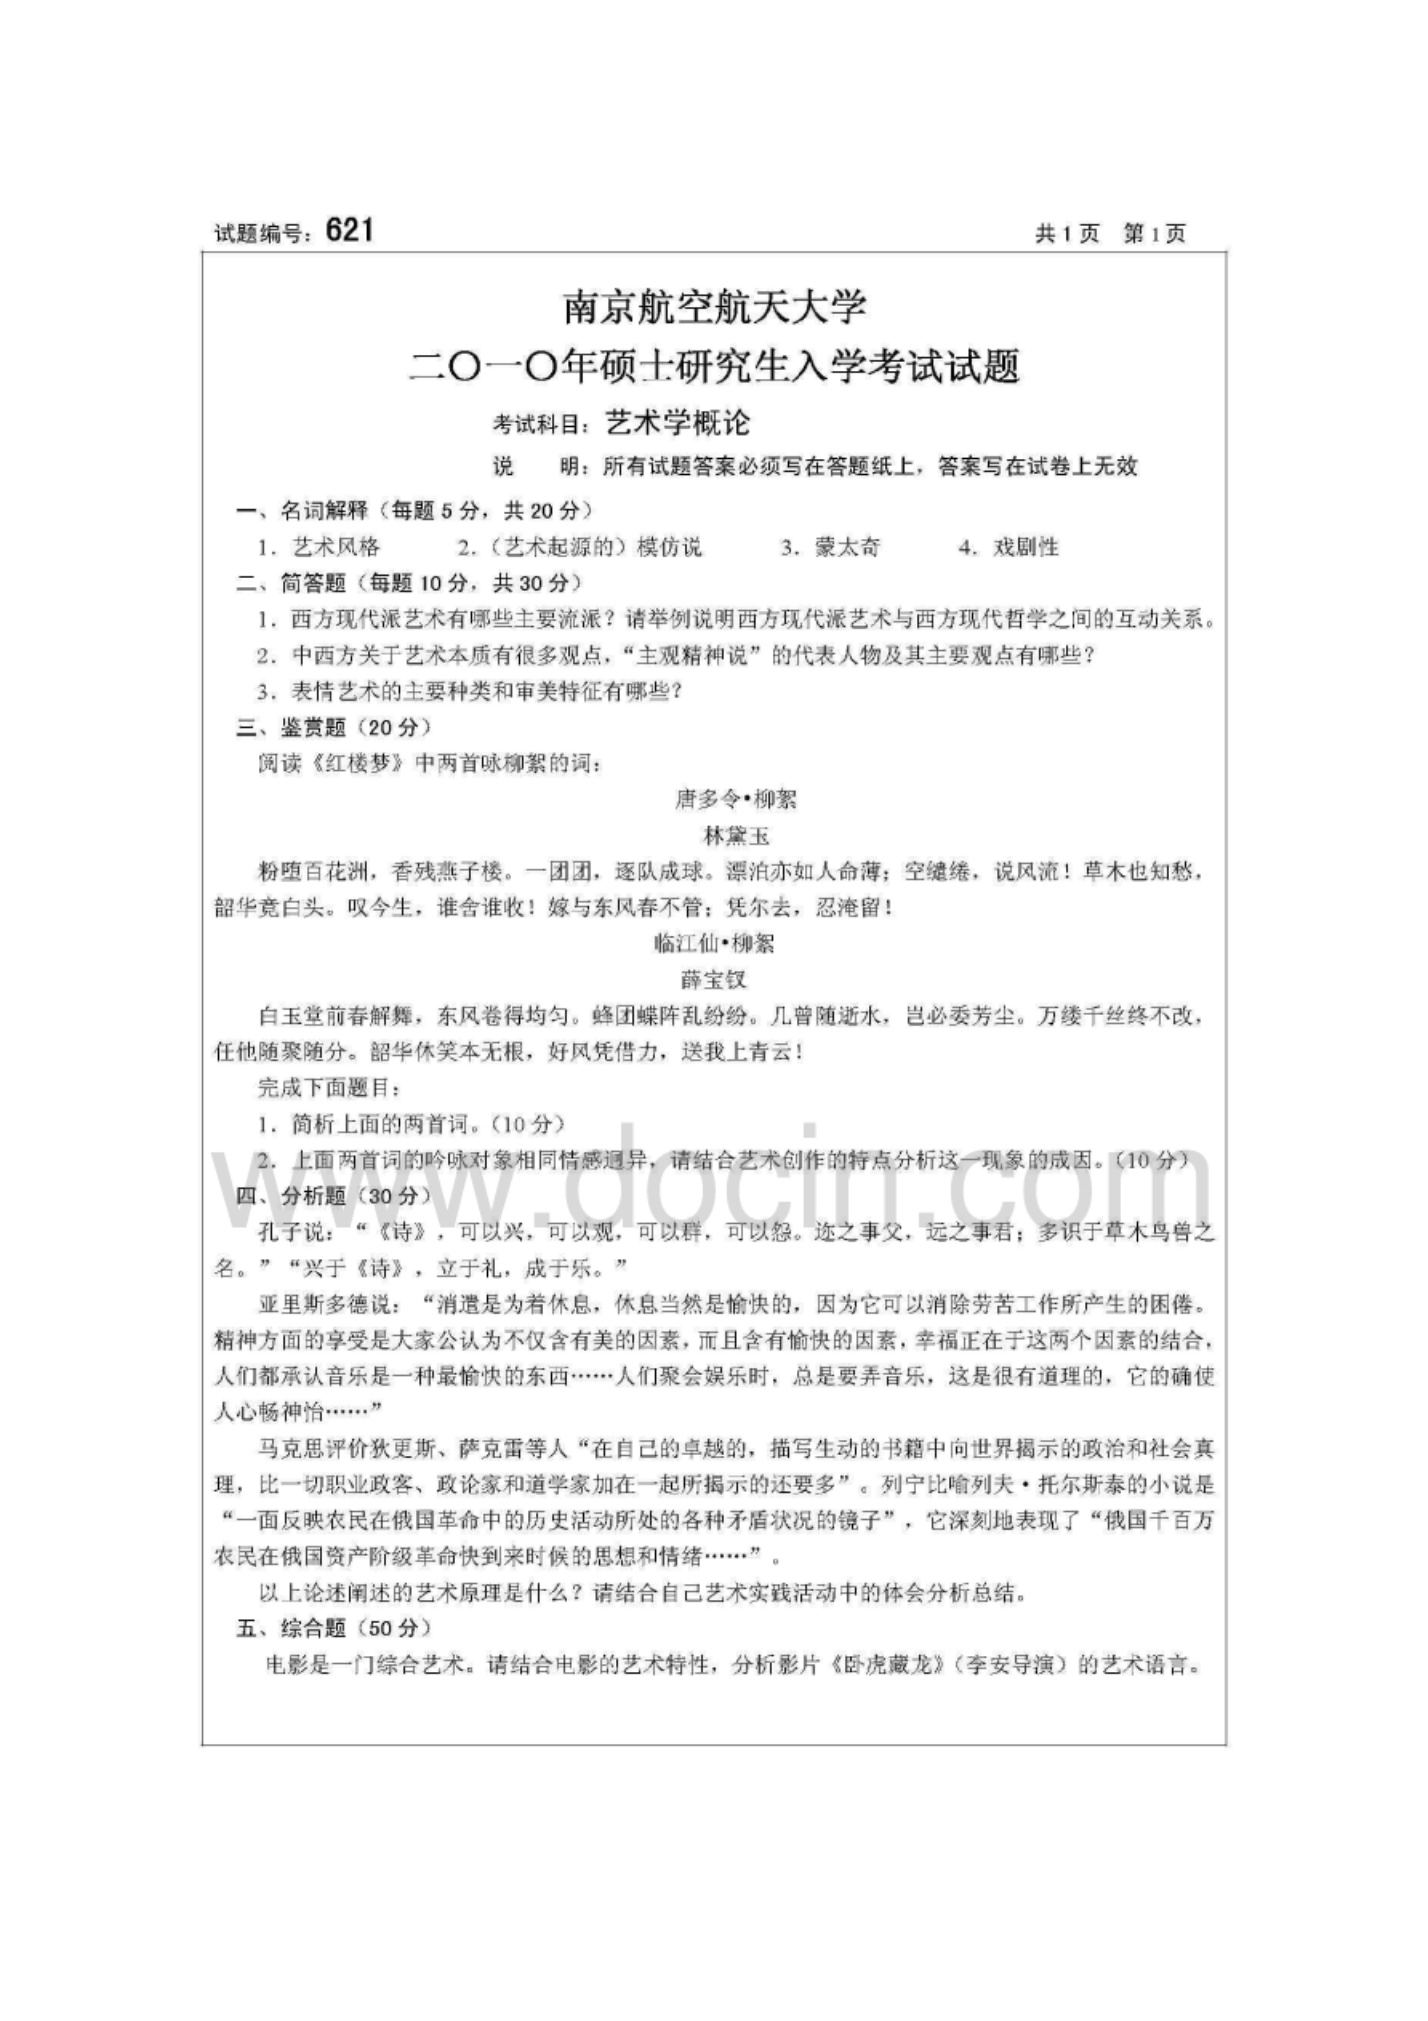 试题编号：621 共1页 第1页
南京航空航天大学
二〇一〇年硕士研究生入学考试试题
考试科目：艺术学概论
说 明：所有试题答案必须写在答题纸上，答案写在试卷上无效
一、名词解释（每题5分，共20分）
1．艺术风格 2．（艺术起源的）模仿说 3．蒙太奇 4．戏剧性
二、简答题（每题10分，共30分）
1．西方现代派艺术有哪些主要流派？请举例说明西方现代派艺术与西方现代哲学之间的互动关系。
2．中西方关于艺术本质有很多观点，“主观精神说”的代表人物及其主要观点有哪些？
3．表情艺术的主要种类和审美特征有哪些？
三、鉴赏题（20分）
阅读《红楼梦》中两首咏柳絮的词：
唐多令•柳絮
林黛玉
粉堕百花洲，香残燕子楼。一团团，逐队成球。漂泊亦如人命薄；空缱绻，说风流！草木也知愁，
韶华竟白头。叹今生，谁舍谁收！嫁与东风春不管；凭尔去，忍淹留！
临江仙•柳絮
薛宝钗
白玉堂前春解舞，东风卷得均匀。蜂团蝶阵乱纷纷。几曾随逝水，岂必委芳尘。万缕千丝终不改，
任他随聚随分。韶华休笑本无根，好风凭借力，送我上青云！
完成下面题目：
1．简析上面的两首词。（10分）
2．上面两首词的吟咏对象相同情感迥异，请结合艺术创作的特点分析这一现象的成因。（10分）
四、分析题（30分）
孔子说：“《诗》，可以兴，可以观，可以群，可以怨。迩之事父，远之事君；多识于草木鸟兽之
名。”“兴于《诗》，立于礼，成于乐。”
亚里斯多德说：“消遣是为着休息，休息当然是愉快的，因为它可以消除劳苦工作所产生的困倦。
精神方面的享受是大家公认为不仅含有美的因素，而且含有愉快的因素，幸福正在于这两个因素的结合，
人们都承认音乐是一种最愉快的东西……人们聚会娱乐时，总是要弄音乐，这是很有道理的，它的确使
人心畅神怡……”
马克思评价狄更斯、萨克雷等人“在自己的卓越的，描写生动的书籍中向世界揭示的政治和社会真
理，比一切职业政客、政论家和道学家加在一起所揭示的还要多”。列宁比喻列夫·托尔斯泰的小说是
“一面反映农民在俄国革命中的历史活动所处的各种矛盾状况的镜子”，它深刻地表现了“俄国千百万
农民在俄国资产阶级革命快到来时候的思想和情绪……”。
以上论述阐述的艺术原理是什么？请结合自己艺术实践活动中的体会分析总结。
五、综合题（50分）
电影是一门综合艺术。请结合电影的艺术特性，分析影片《卧虎藏龙》（李安导演）的艺术语言。
www.docin.com